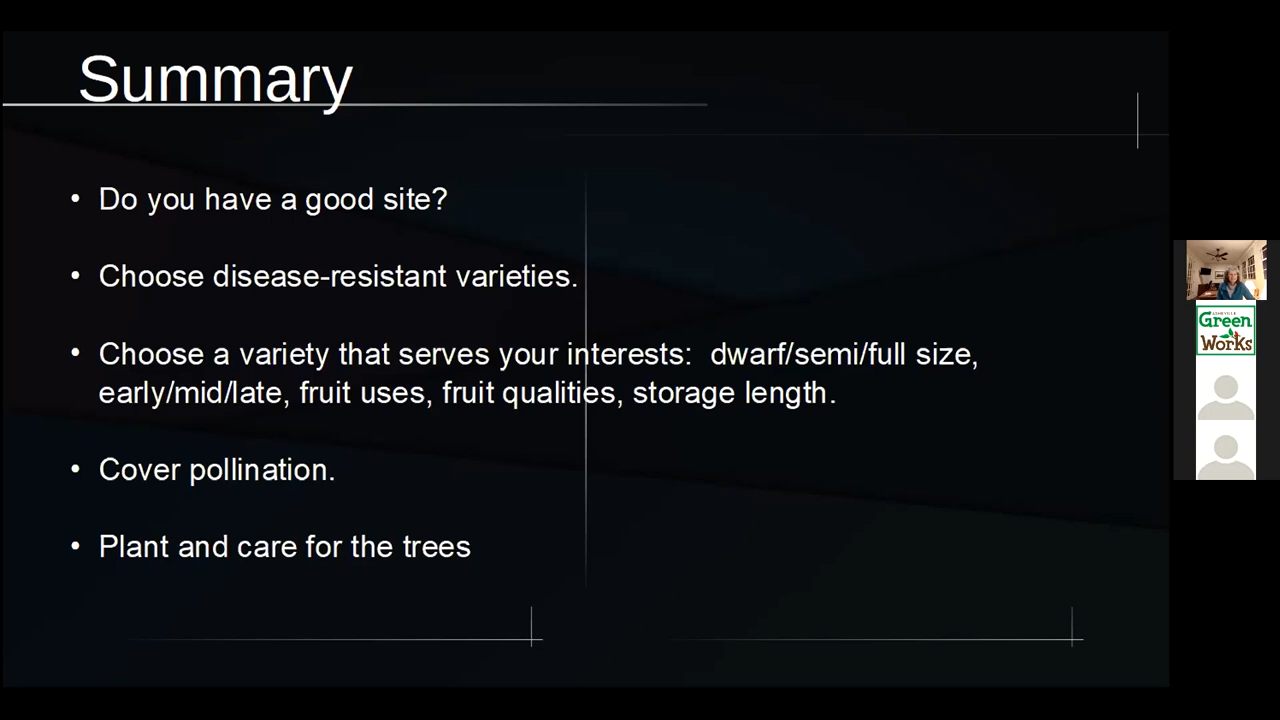 Summary
• Do you have a good site?
• Choose disease-resistant varieties.
• Choose a variety that serves your interests:  dwarf/semi/full size,
early/mid/late, fruit uses, fruit qualities, storage length.
• Cover pollination.
• Plant and care for the trees
ASHEVILLE
Green
Works